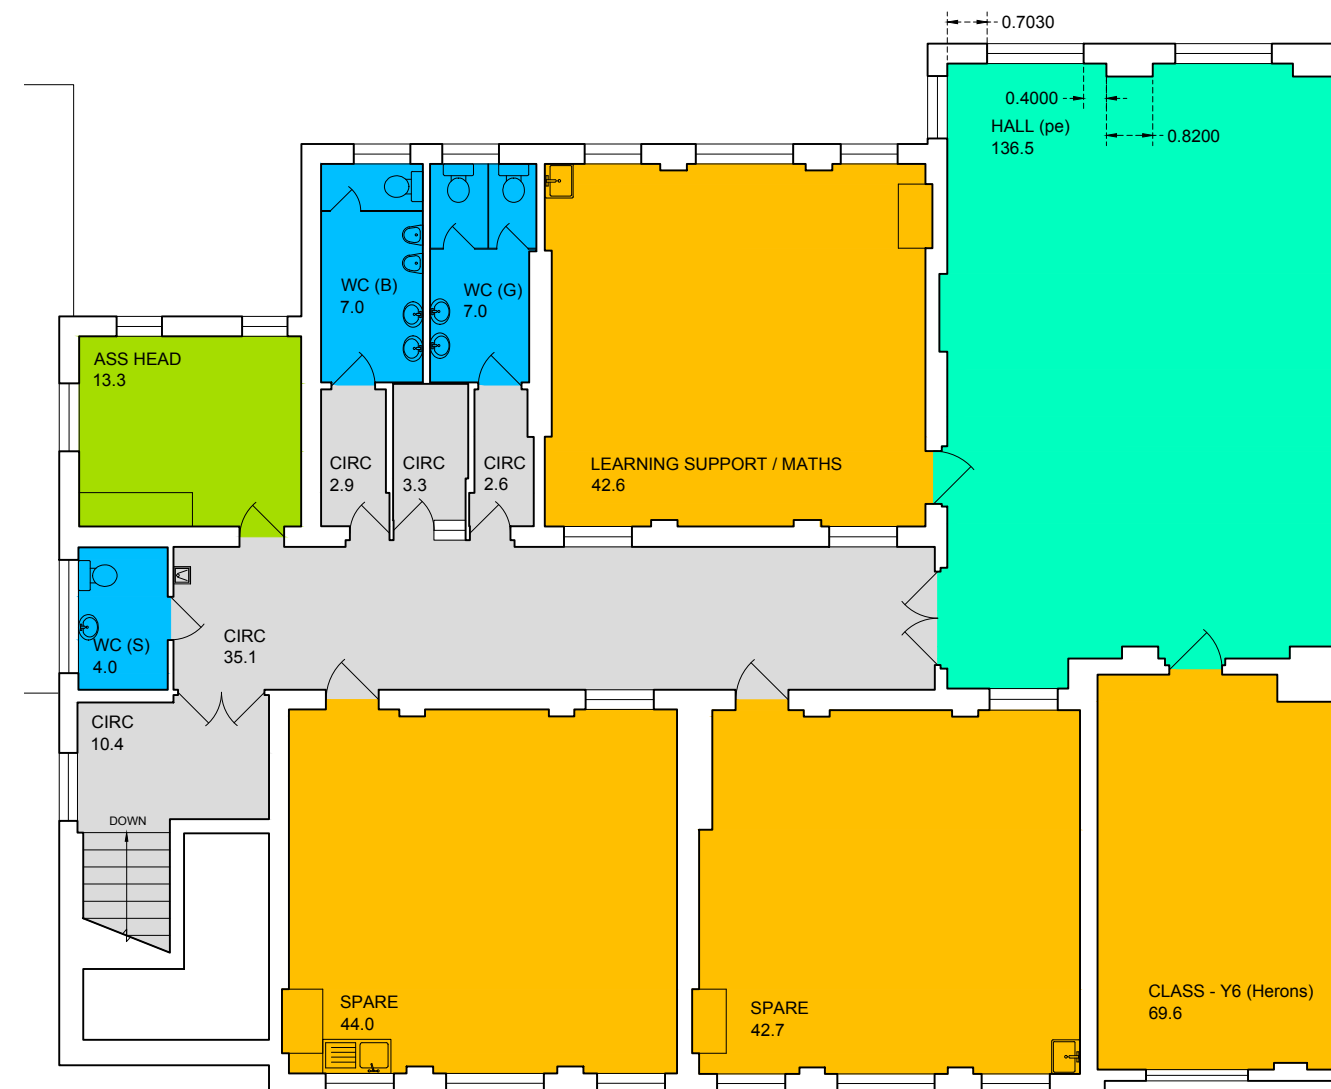 0.7030
0.4000
HALL (pe)
136.5
0.8200
WC (B)
7.0
WC (G)
7.0
ASS HEAD
13.3
CIRC
2.9
CIRC
3.3
CIRC
2.6
LEARNING SUPPORT / MATHS
42.6
WC (S)
4.0
CIRC
35.1
CIRC
10.4
DOWN
SPARE
44.0
SPARE
42.7
CLASS - Y6 (Herons)
69.6